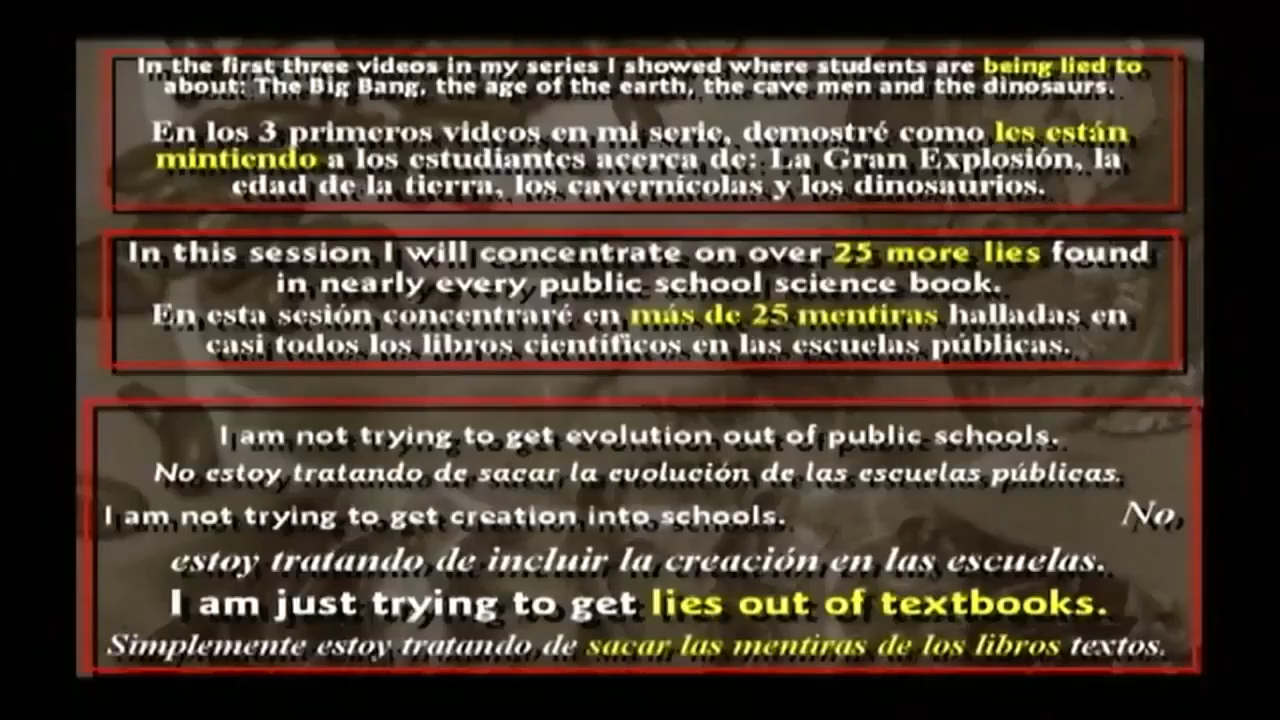 In the first three videos in my series I showed where students are being lied to
about: The Big Bang, the age of the earth, the cave men and the dinosaurs.
En los 3 primeros videos en mi serie, demostré como les están
mintiendo a los estudiantes acerca de: La Gran Explosión, la
edad de la tierra, los cavernícolas y los dinosaurios.
In this session I will concentrate on over 25 more lies found
in nearly every public school science book.
En esta sesión concentraré en más de 25 mentiras halladas en
casi todos los libros científicos en las escuelas públicas.
I am not trying to get evolution out of public schools.
No estoy tratando de sacar la evolución de las escuelas públicas.
I am not trying to get creation into schools. No,
estoy tratando de incluir la creación en las escuelas.
I am just trying to get lies out of textbooks.
Simplemente estoy tratando de sacar las mentiras de los libros textos.